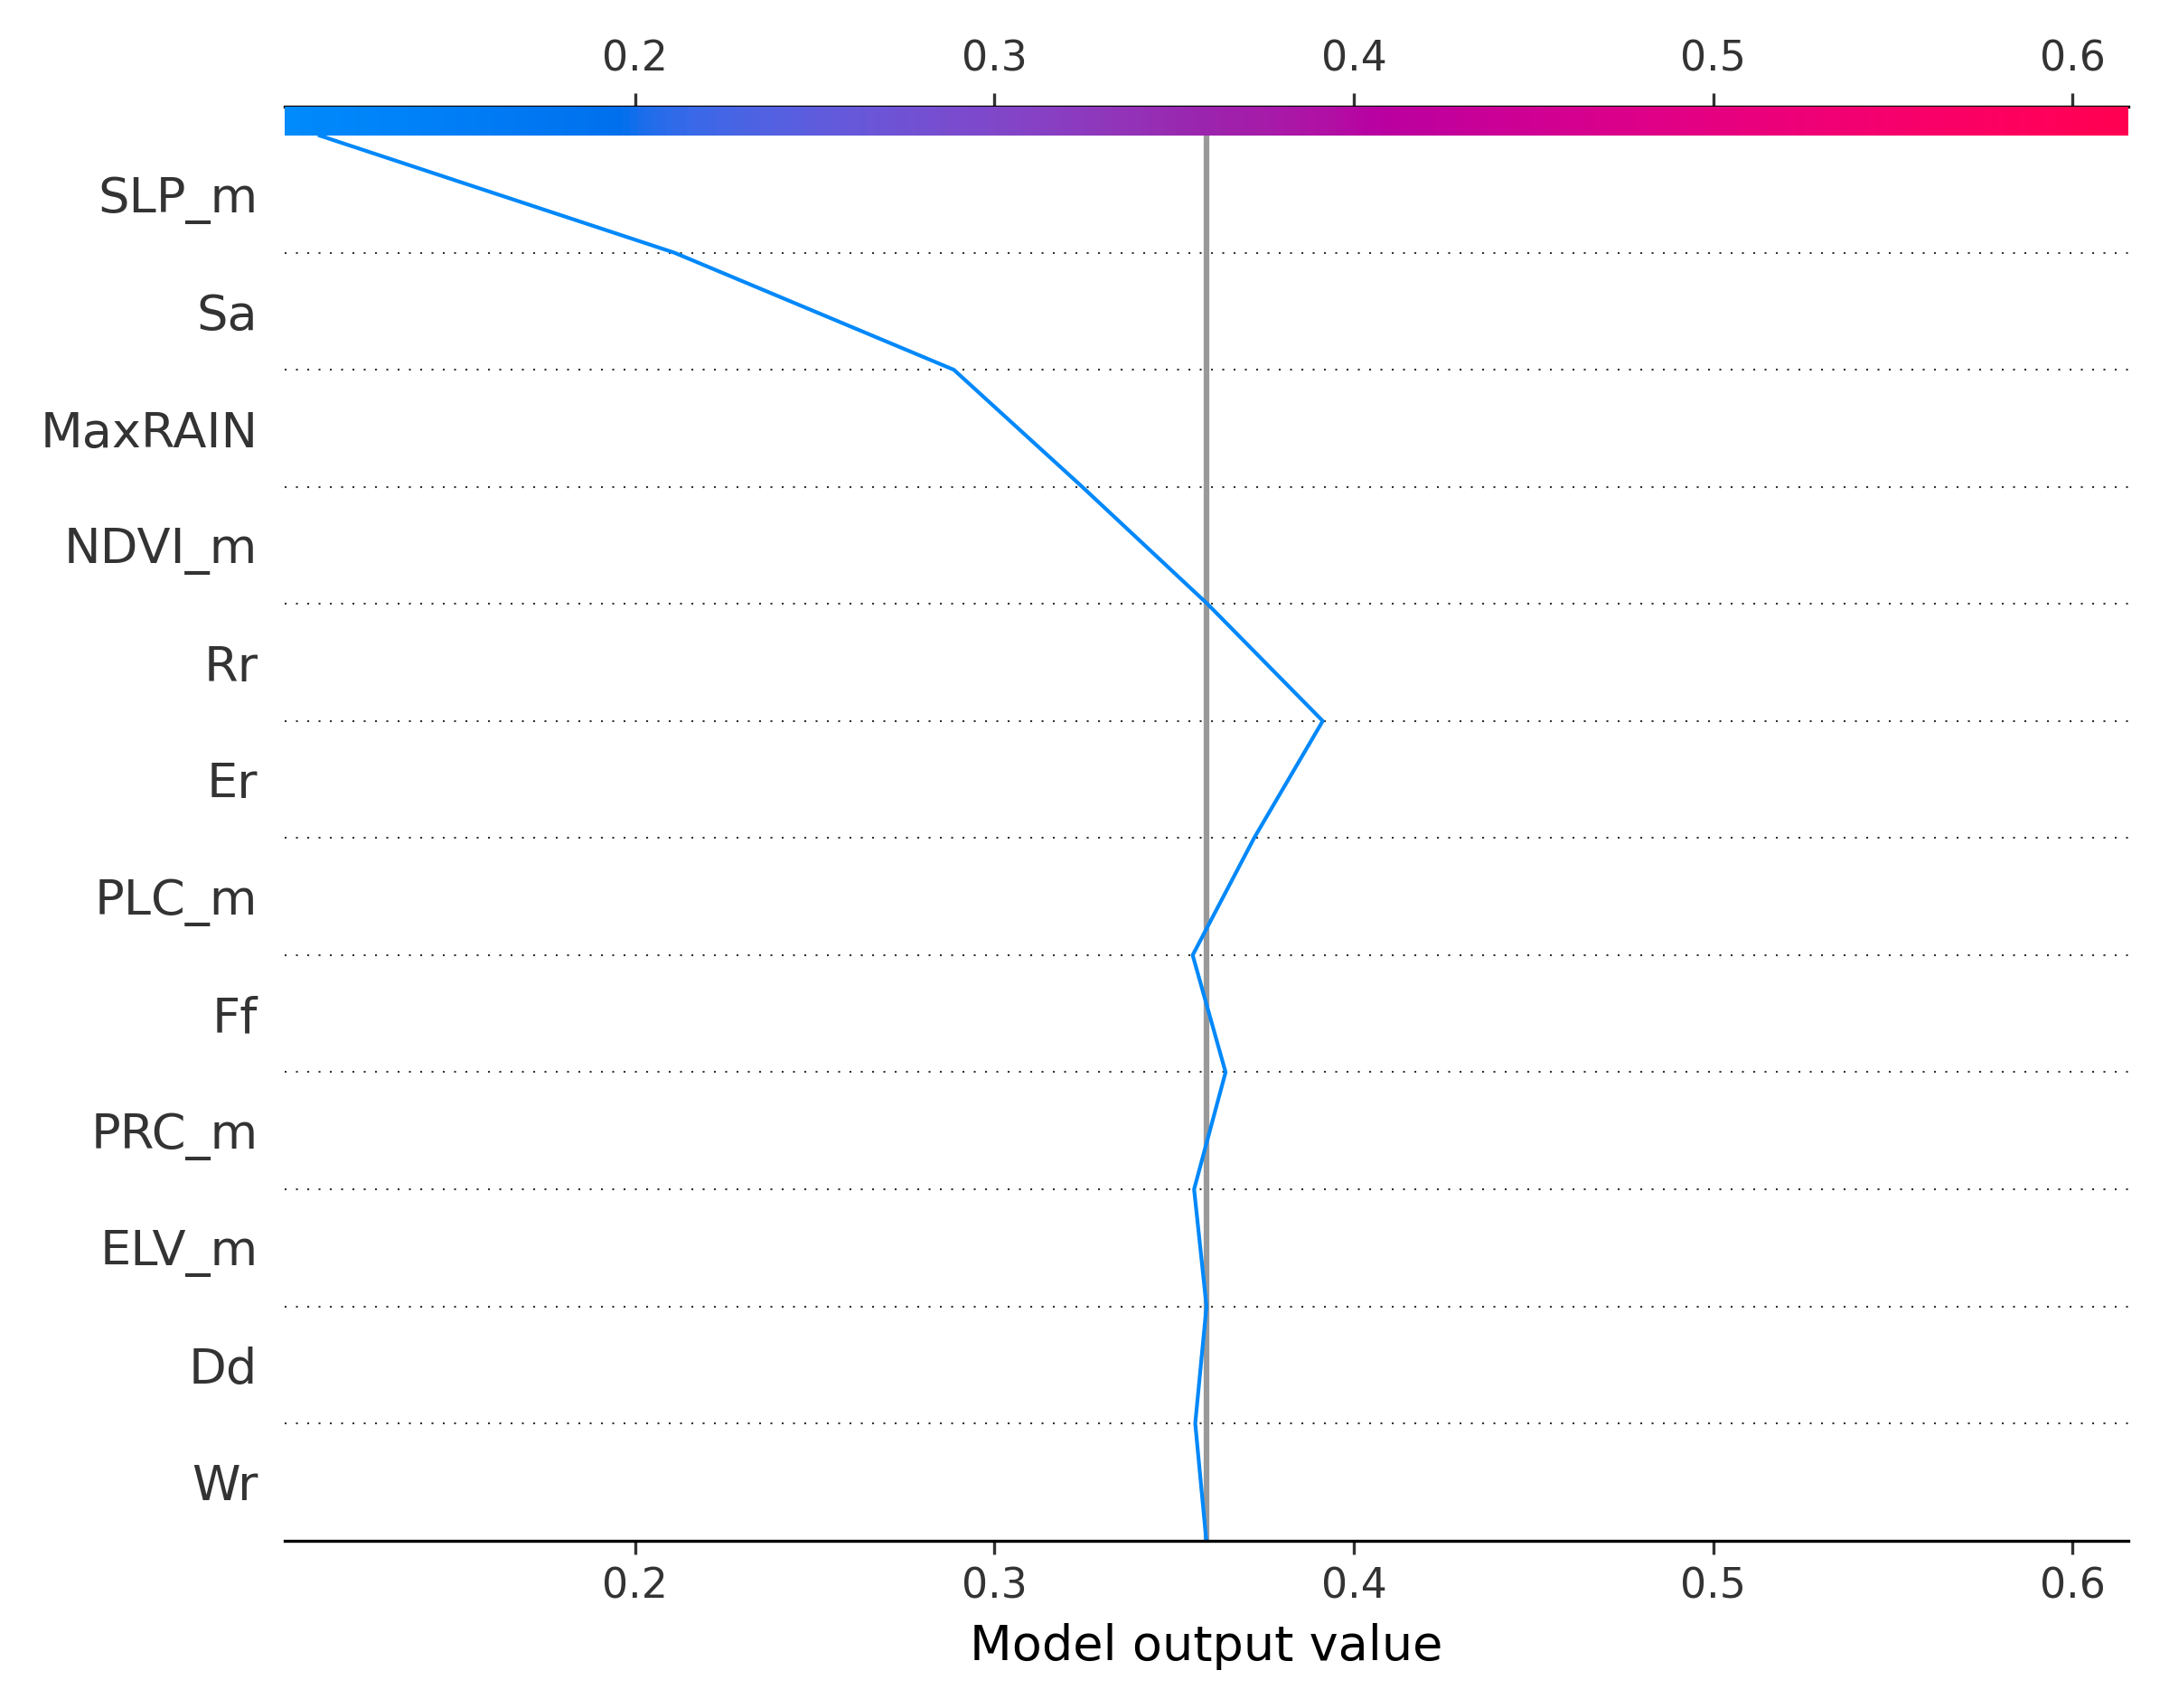 0.2 0.3 0.4 0.5 0.6
SLP_m
Sa
MaxRAIN
NDVI_m
Rr
Er
PLC_m
Ff
PRC_m
ELV_m
Dd
Wr
0.2 0.3 0.4 0.5 0.6
Model output value